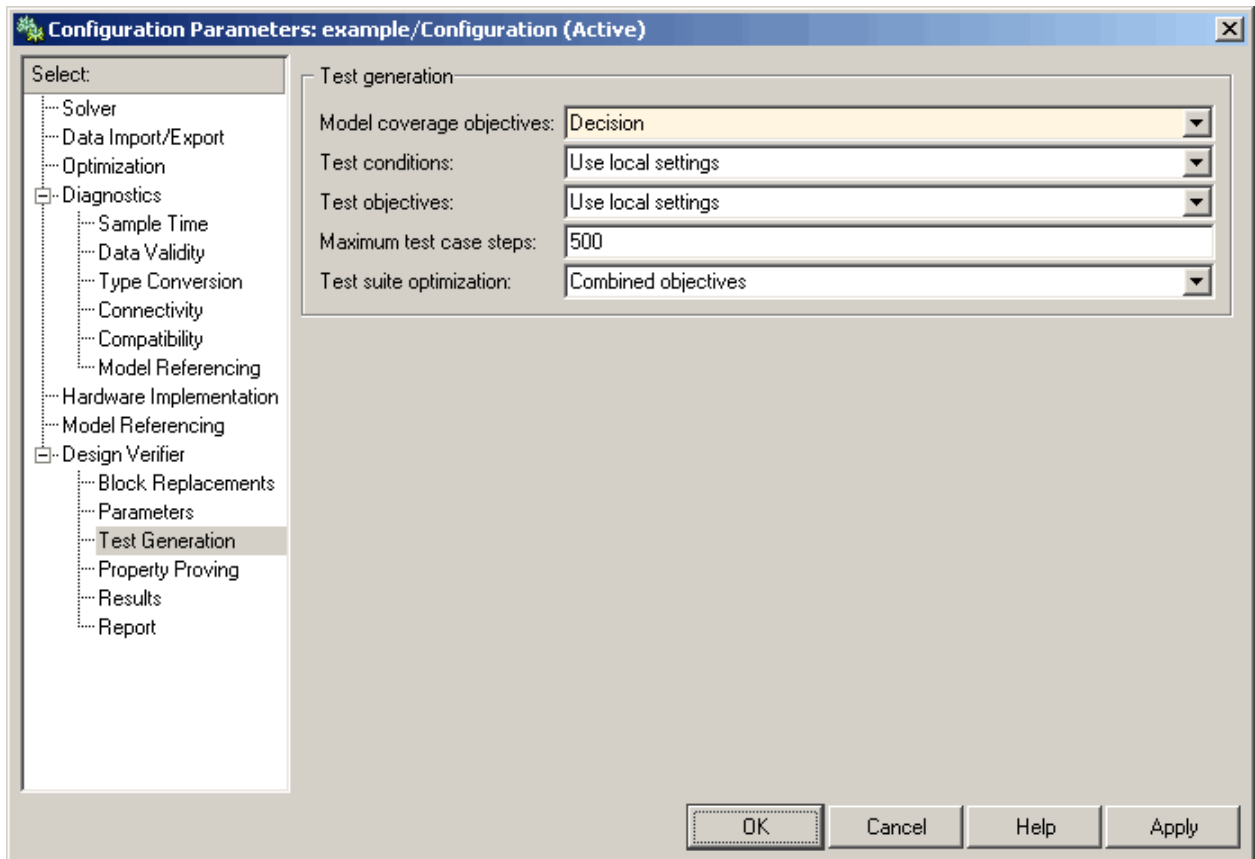 Configuration Parameters: example/Configuration (Active)
Select:
Solver
Data Import/Export
Optimization
Diagnostics
Sample Time
Data Validity
Type Conversion
Connectivity
Compatibility
Model Referencing
Hardware Implementation
Model Referencing
Design Verifier
Block Replacements
Parameters
Test Generation
Property Proving
Results
Report
Test generation
Model coverage objectives: Decision
Test conditions: Use local settings
Test objectives: Use local settings
Maximum test case steps: 500
Test suite optimization: Combined objectives
OK Cancel Help Apply